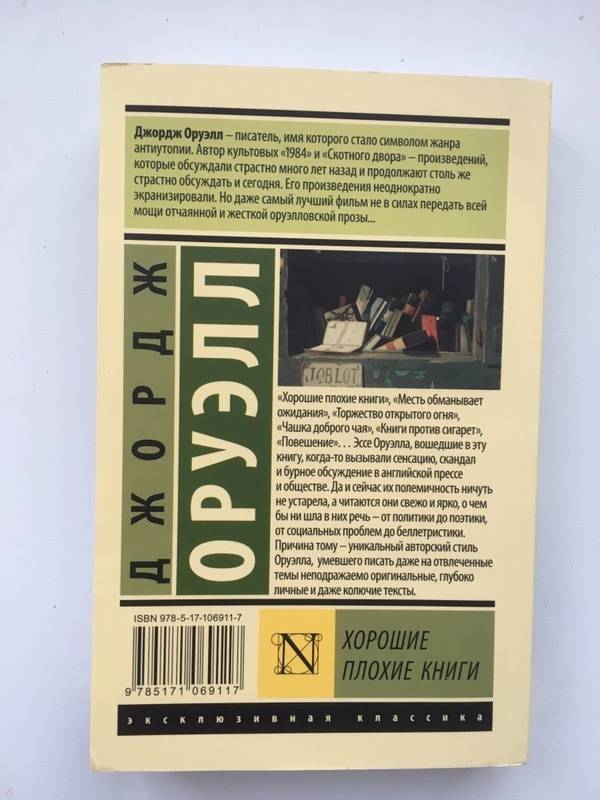 Джордж Оруэлл – писатель, имя которого стало символом жанра
антиутопии. Автор культовых «1984» и «Скотного двора» – произведений,
которые обсуждали страстно много лет назад и продолжают столь же
страстно обсуждать и сегодня. Его произведения неоднократно
экранизировали. Но даже самый лучший фильм не в силах передать всей
мощи отчаянной и жесткой оруэлловской прозы...
ДЖОРДЖ
ОРУЭЛЛ
JOBLOT
«Хорошие плохие книги», «Месть обманывает
ожидания», «Торжество открытого огня»,
«Чашка доброго чая», «Книги против сигарет»,
«Повешение»... Эссе Оруэлла, вошедшие в эту
книгу, когда-то вызывали сенсацию, скандал
и бурное обсуждение в английской прессе
и обществе. Да и сейчас их полемичность ничуть
не устарела, а читаются они свежо и ярко, о чем
бы ни шла в них речь – от политики до поэтики,
от социальных проблем до беллетристики.
Причина тому – уникальный авторский стиль
Оруэлла, умевшего писать даже на отвлеченные
темы неподражаемо оригинальные, глубоко
личные и даже колючие тексты.
ISBN 978-5-17-106911-7
9 785171 069117
N
ХОРОШИЕ
ПЛОХИЕ КНИГИ
эксклюзивная классика